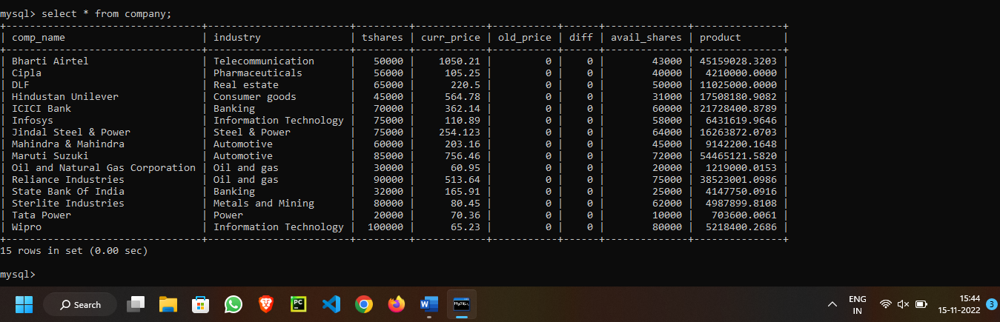 mysql> select * from company;
+--------------------------------+------------------------+---------+------------+-----------+------+--------------+---------------+
| comp_name                       | industry               | tshares | curr_price | old_price | diff | avail_shares | product       |
+--------------------------------+------------------------+---------+------------+-----------+------+--------------+---------------+
| Bharti Airtel                   | Telecommunication      |   50000 |    1050.21 |         0 |    0 |        43000 | 45159028.3203 |
| Cipla                           | Pharmaceuticals        |   56000 |     105.25 |         0 |    0 |        40000 |  4210000.0000 |
| DLF                             | Real estate            |   65000 |      220.5 |         0 |    0 |        50000 | 11025000.0000 |
| Hindustan Unilever              | Consumer goods         |   45000 |     564.78 |         0 |    0 |        31000 | 17508180.9082 |
| ICICI Bank                      | Banking                |   70000 |     362.14 |         0 |    0 |        60000 | 21728400.8789 |
| Infosys                         | Information Technology |   75000 |     110.89 |         0 |    0 |        58000 |  6431619.9646 |
| Jindal Steel & Power            | Steel & Power          |   75000 |    254.123 |         0 |    0 |        64000 | 16263872.0703 |
| Mahindra & Mahindra             | Automotive             |   60000 |     203.16 |         0 |    0 |        45000 |  9142200.1648 |
| Maruti Suzuki                   | Automotive             |   85000 |     756.46 |         0 |    0 |        72000 | 54465121.5820 |
| Oil and Natural Gas Corporation | Oil and gas            |   30000 |      60.95 |         0 |    0 |        20000 |  1219000.0153 |
| Reliance Industries             | Oil and gas            |   90000 |     513.64 |         0 |    0 |        75000 | 38523001.0986 |
| State Bank Of India             | Banking                |   32000 |     165.91 |         0 |    0 |        25000 |  4147750.0916 |
| Sterlite Industries             | Metals and Mining      |   80000 |      80.45 |         0 |    0 |        62000 |  4987899.8108 |
| Tata Power                      | Power                  |   20000 |      70.36 |         0 |    0 |        10000 |   703600.0061 |
| Wipro                           | Information Technology |  100000 |      65.23 |         0 |    0 |        80000 |  5218400.2686 |
+--------------------------------+------------------------+---------+------------+-----------+------+--------------+---------------+
15 rows in set (0.00 sec)
mysql>
Search
PC
W
MySQL
ENG
IN
15:44
15-11-2022
3